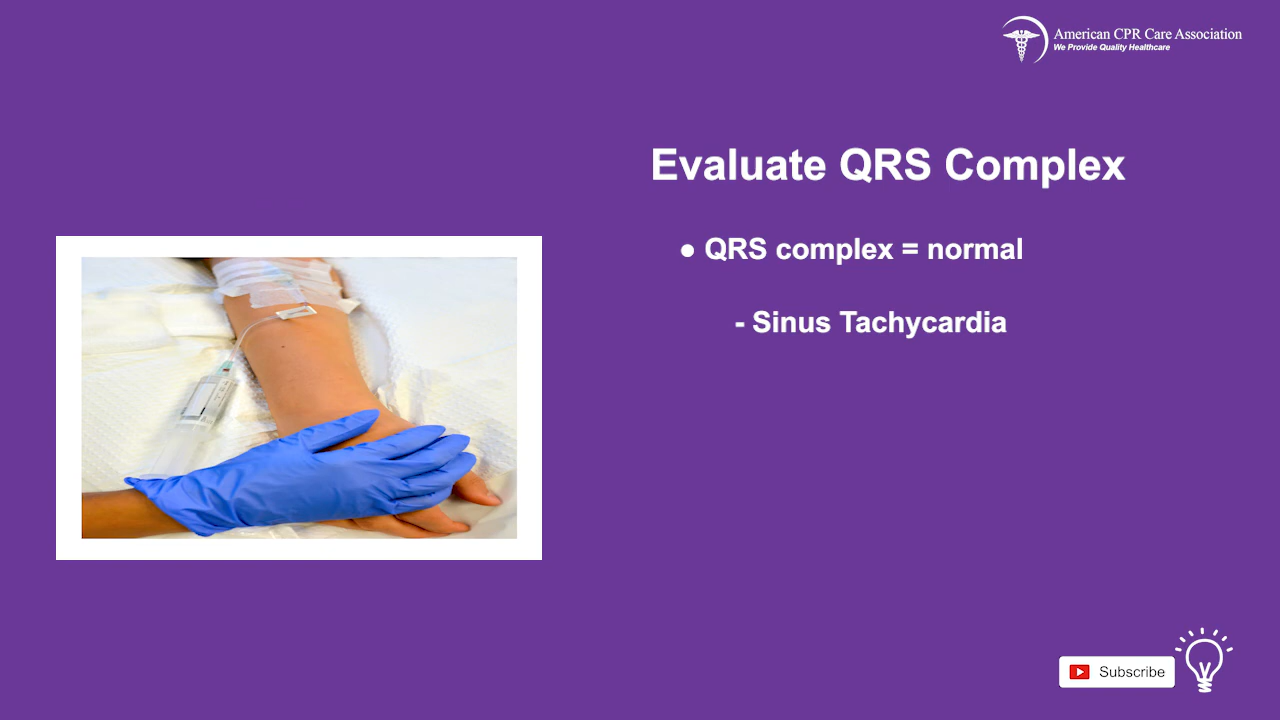 American CPR Care Association
We Provide Quality Healthcare
Evaluate QRS Complex
● QRS complex = normal
- Sinus Tachycardia
Subscribe